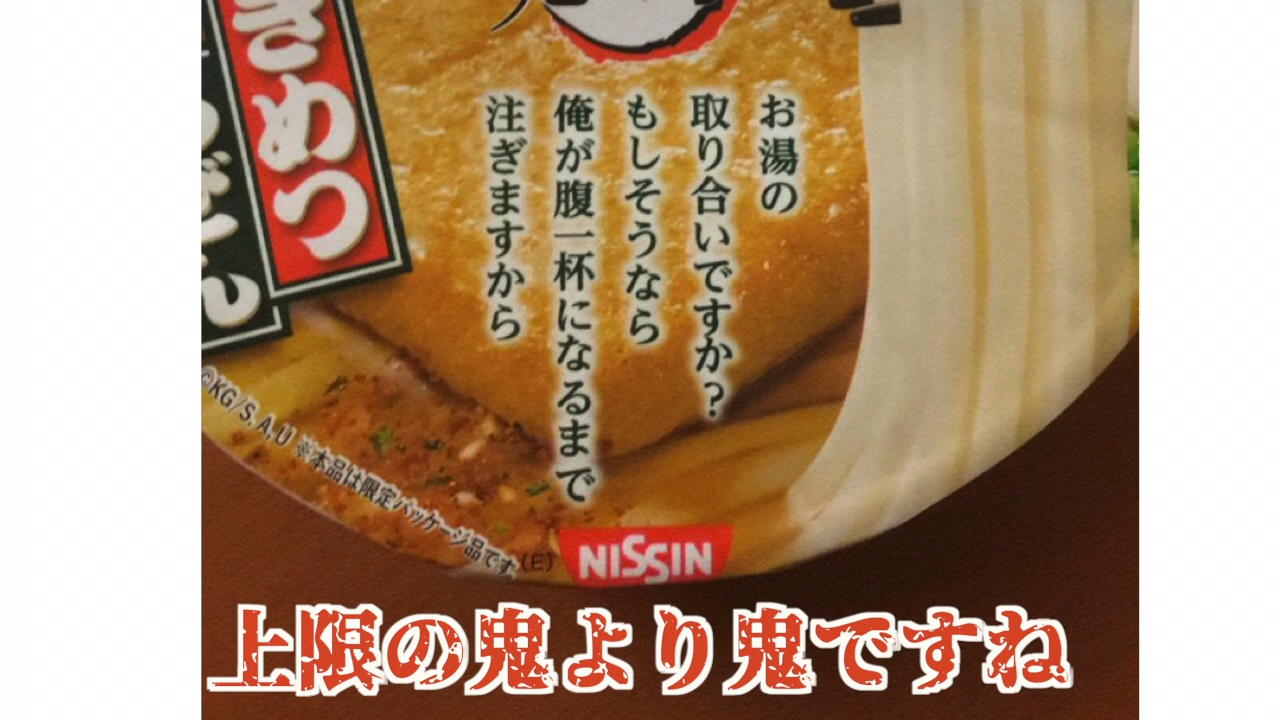 きめつ
お湯の
取り合いですか?
もしそうなら
俺が腹一杯になるまで
注ぎますから
©KG/S,A,U ※本品は限定パッケージ品です (E)
NISSIN
上限の鬼より鬼ですね